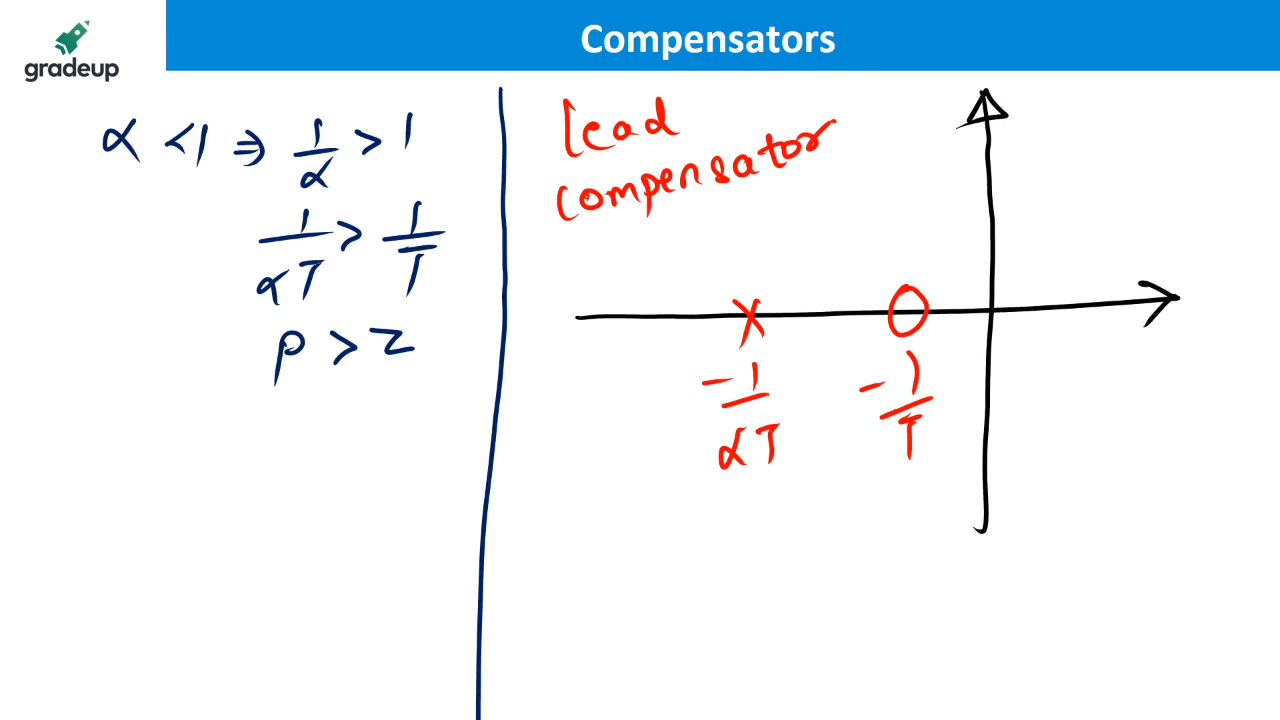 Compensators
gradeup
α < 1 ⇒ 1/α > 1
1/αT > 1/T
p > z
lead
compensator
-1/αT
-1/T